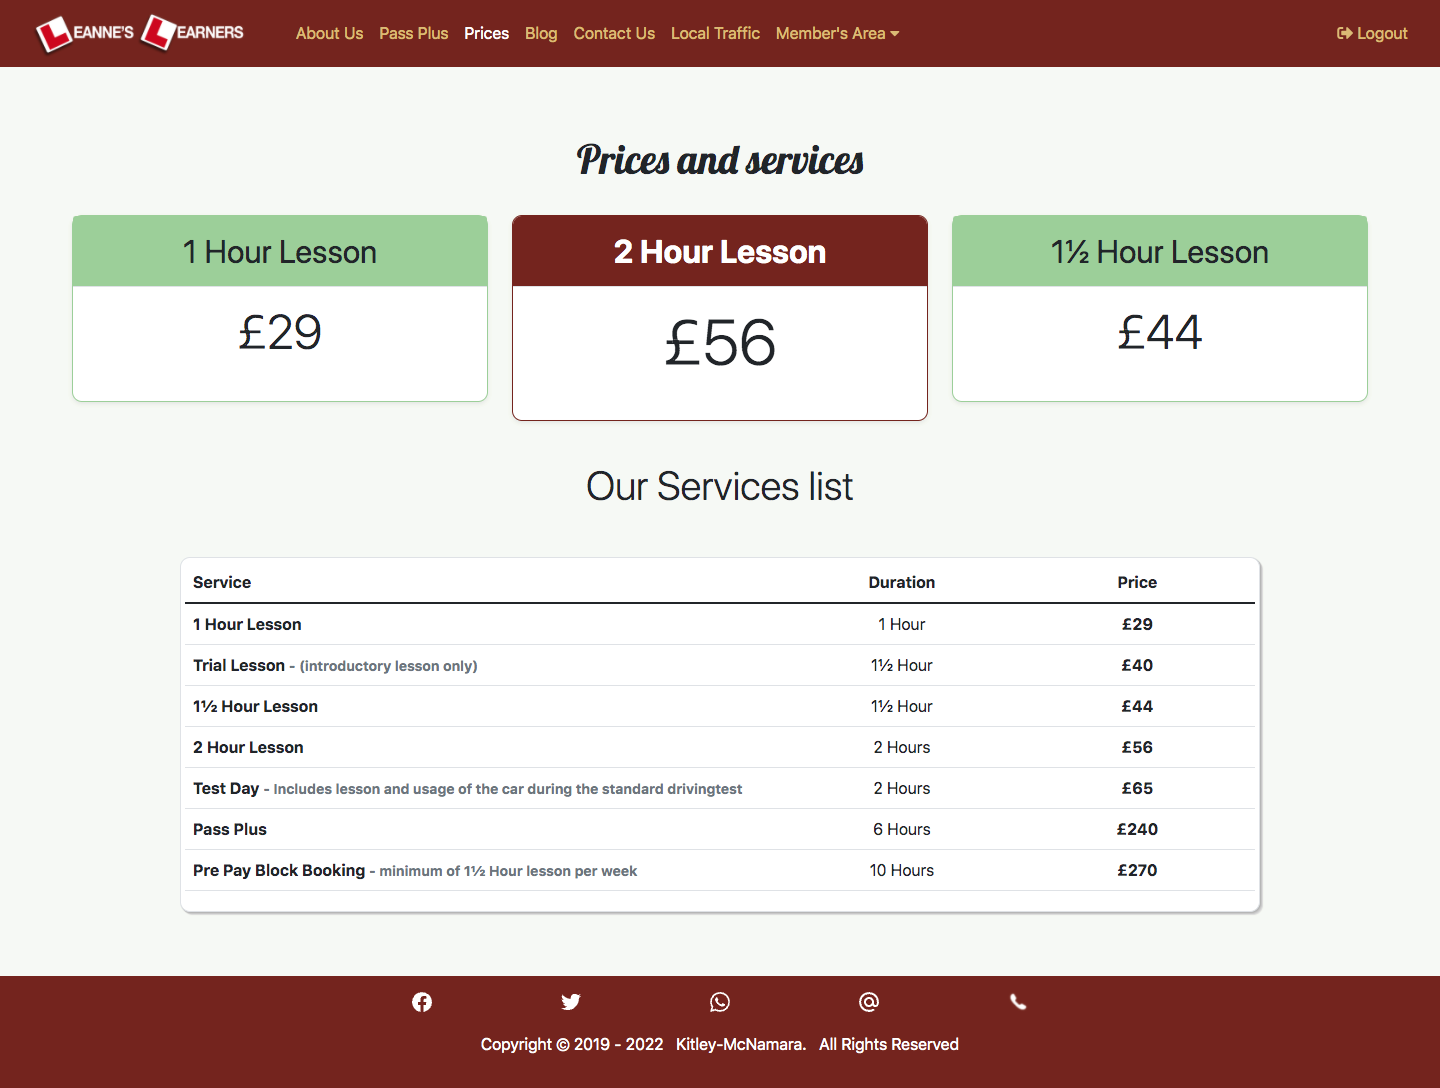 LEANNE'S LEARNERS About Us Pass Plus Prices Blog Contact Us Local Traffic Member's Area Logout
Prices and services
1 Hour Lesson 2 Hour Lesson 1½ Hour Lesson
£29 £56 £44
Our Services list
Service Duration Price
1 Hour Lesson 1 Hour £29
Trial Lesson - (introductory lesson only) 1½ Hour £40
1½ Hour Lesson 1½ Hour £44
2 Hour Lesson 2 Hours £56
Test Day - Includes lesson and usage of the car during the standard drivingtest 2 Hours £65
Pass Plus 6 Hours £240
Pre Pay Block Booking - minimum of 1½ Hour lesson per week 10 Hours £270
Copyright © 2019 - 2022 Kitley-McNamara. All Rights Reserved